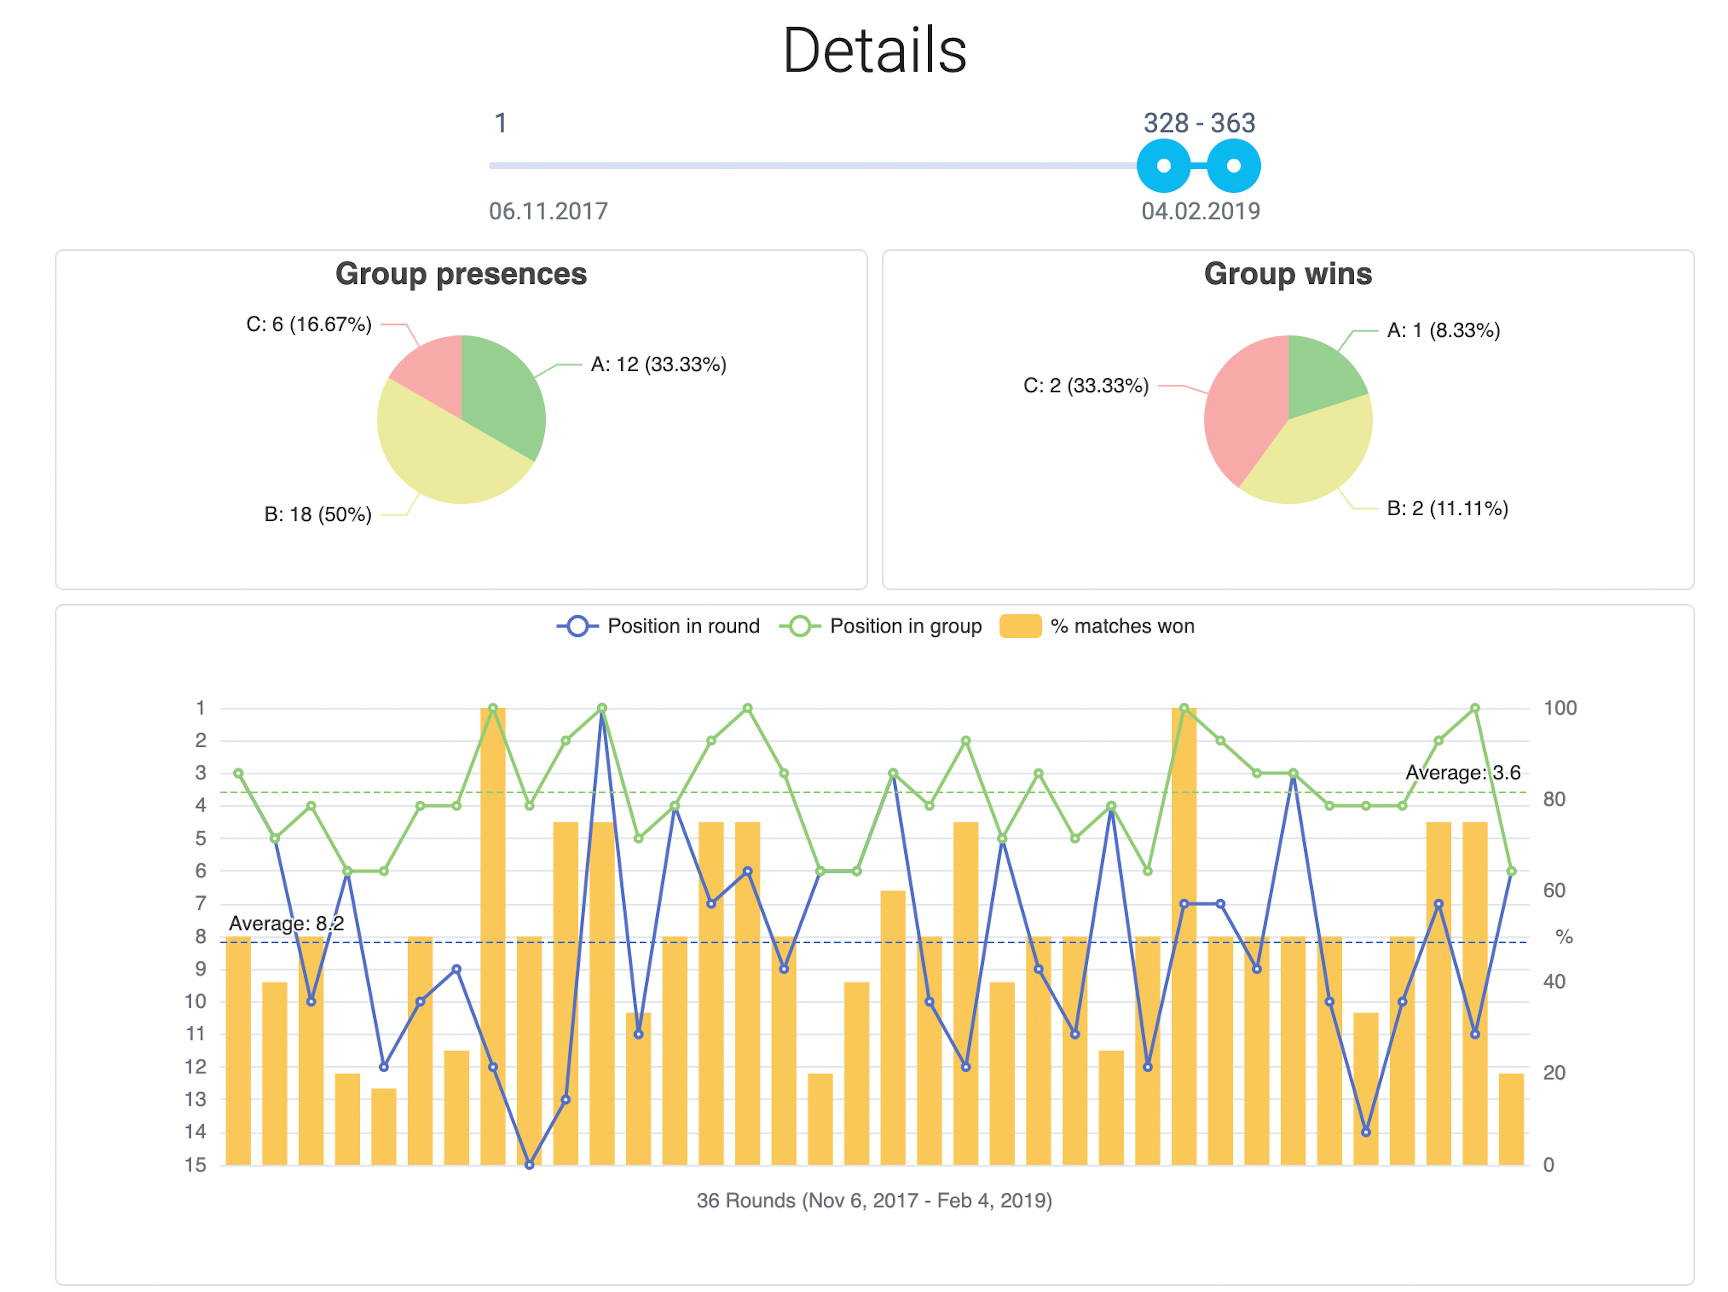 Details
1
328 - 363
06.11.2017
04.02.2019
Group presences
C: 6 (16.67%)
A: 12 (33.33%)
B: 18 (50%)
Group wins
A: 1 (8.33%)
C: 2 (33.33%)
B: 2 (11.11%)
Position in round
Position in group
% matches won
1
2
3
4
5
6
7
8
9
10
11
12
13
14
15
Average: 8.2
Average: 3.6
100
80
60
%
40
20
0
36 Rounds (Nov 6, 2017 - Feb 4, 2019)